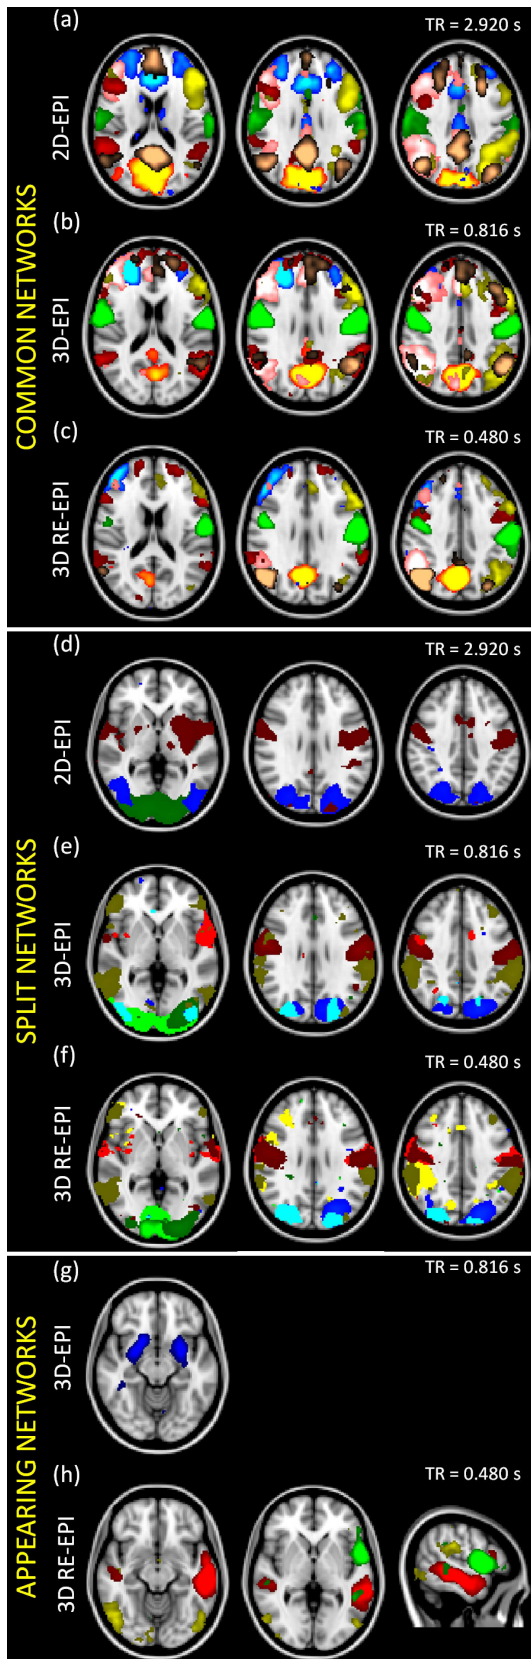 COMMON NETWORKS
(a)
TR = 2.920 s
2D-EPI
(b)
TR = 0.816 s
3D-EPI
(c)
TR = 0.480 s
3D RE-EPI
SPLIT NETWORKS
(d)
TR = 2.920 s
2D-EPI
(e)
TR = 0.816 s
3D-EPI
(f)
TR = 0.480 s
3D RE-EPI
APPEARING NETWORKS
(g)
TR = 0.816 s
3D-EPI
(h)
TR = 0.480 s
3D RE-EPI